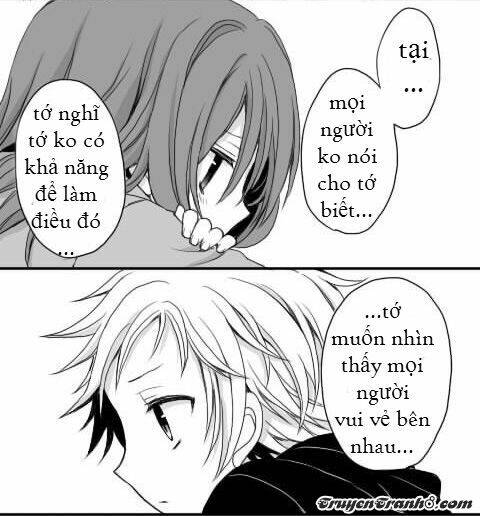 tại
...
mọi
người
ko nói
cho tớ
biết...
tớ nghĩ
tớ ko có
khả năng
để làm
điều đó
...
...tớ
muốn nhìn
thấy mọi
người
vui vẻ bên
nhau...
TruyenTranh8.com